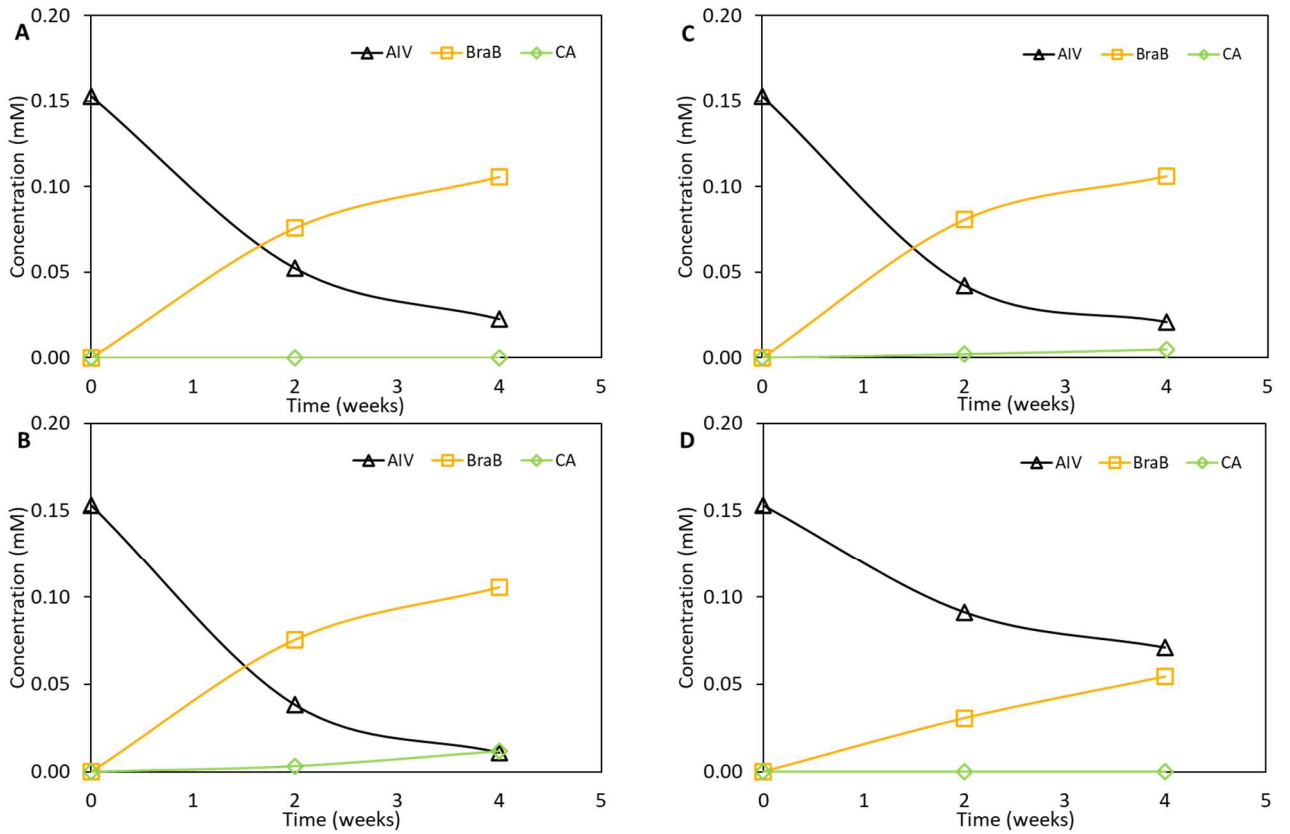 A
0.20
AIV BraB CA
0.15
0.10
0.05
0.00
Concentration (mM)
0 1 2 3 4 5
Time (weeks)
C
0.20
AIV BraB CA
0.15
0.10
0.05
0.00
Concentration (mM)
0 1 2 3 4 5
Time (weeks)
B
0.20
AIV BraB CA
0.15
0.10
0.05
0.00
Concentration (mM)
0 1 2 3 4 5
Time (weeks)
D
0.20
AIV BraB CA
0.15
0.10
0.05
0.00
Concentration (mM)
0 1 2 3 4 5
Time (weeks)